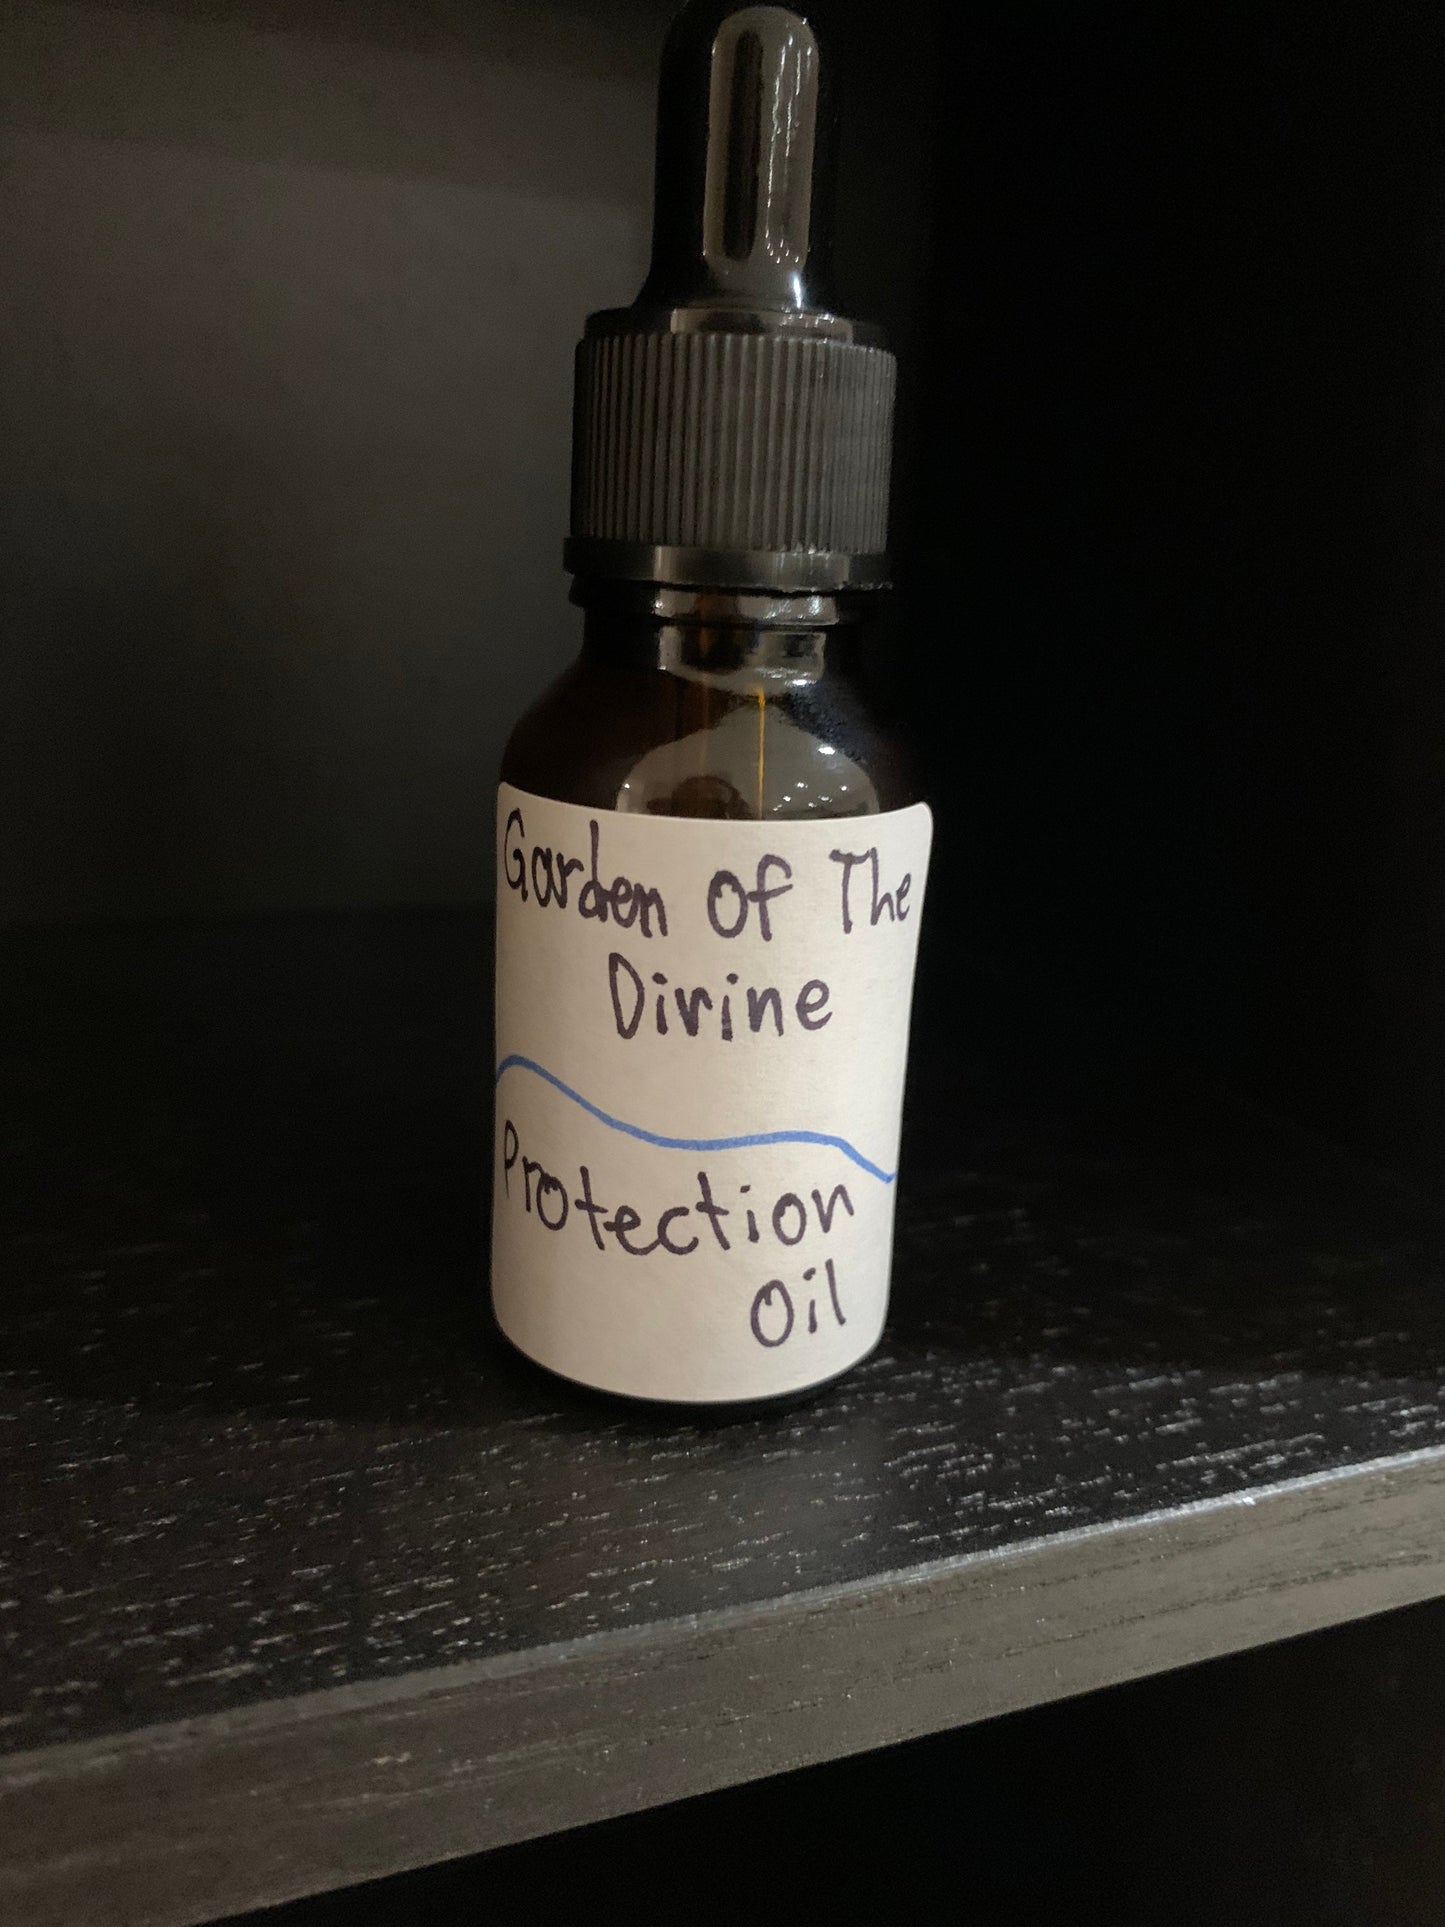 Garden Of The
Divine
Protection
Oil